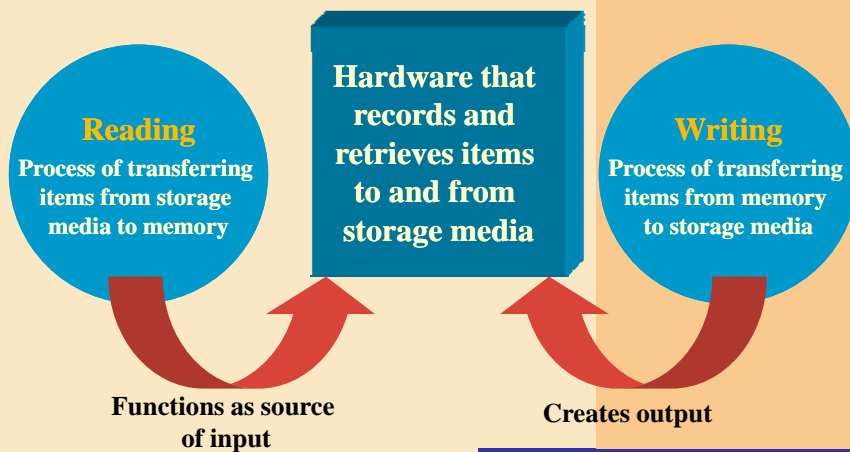 Reading
Process of transferring
items from storage
media to memory
Hardware that
records and
retrieves items
to and from
storage media
Writing
Process of transferring
items from memory
to storage media
Functions as source
of input
Creates output